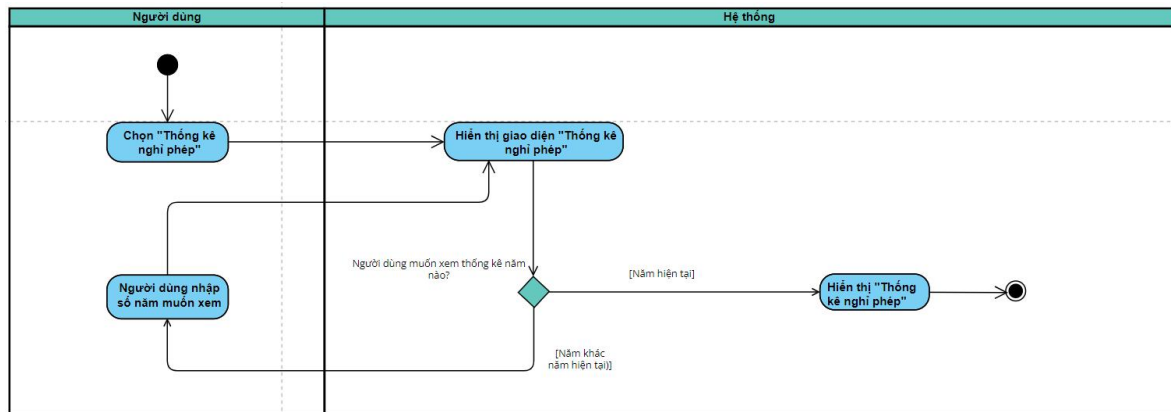 Người dùng
Hệ thống
Chọn "Thống kê
nghỉ phép"
Hiển thị giao diện "Thống kê
nghỉ phép"
Người dùng muốn xem thống kê năm
nào?
[Năm hiện tại]
Người dùng nhập
số năm muốn xem
Hiển thị "Thống
kê nghỉ phép"
[Năm khác
năm hiện tại)]